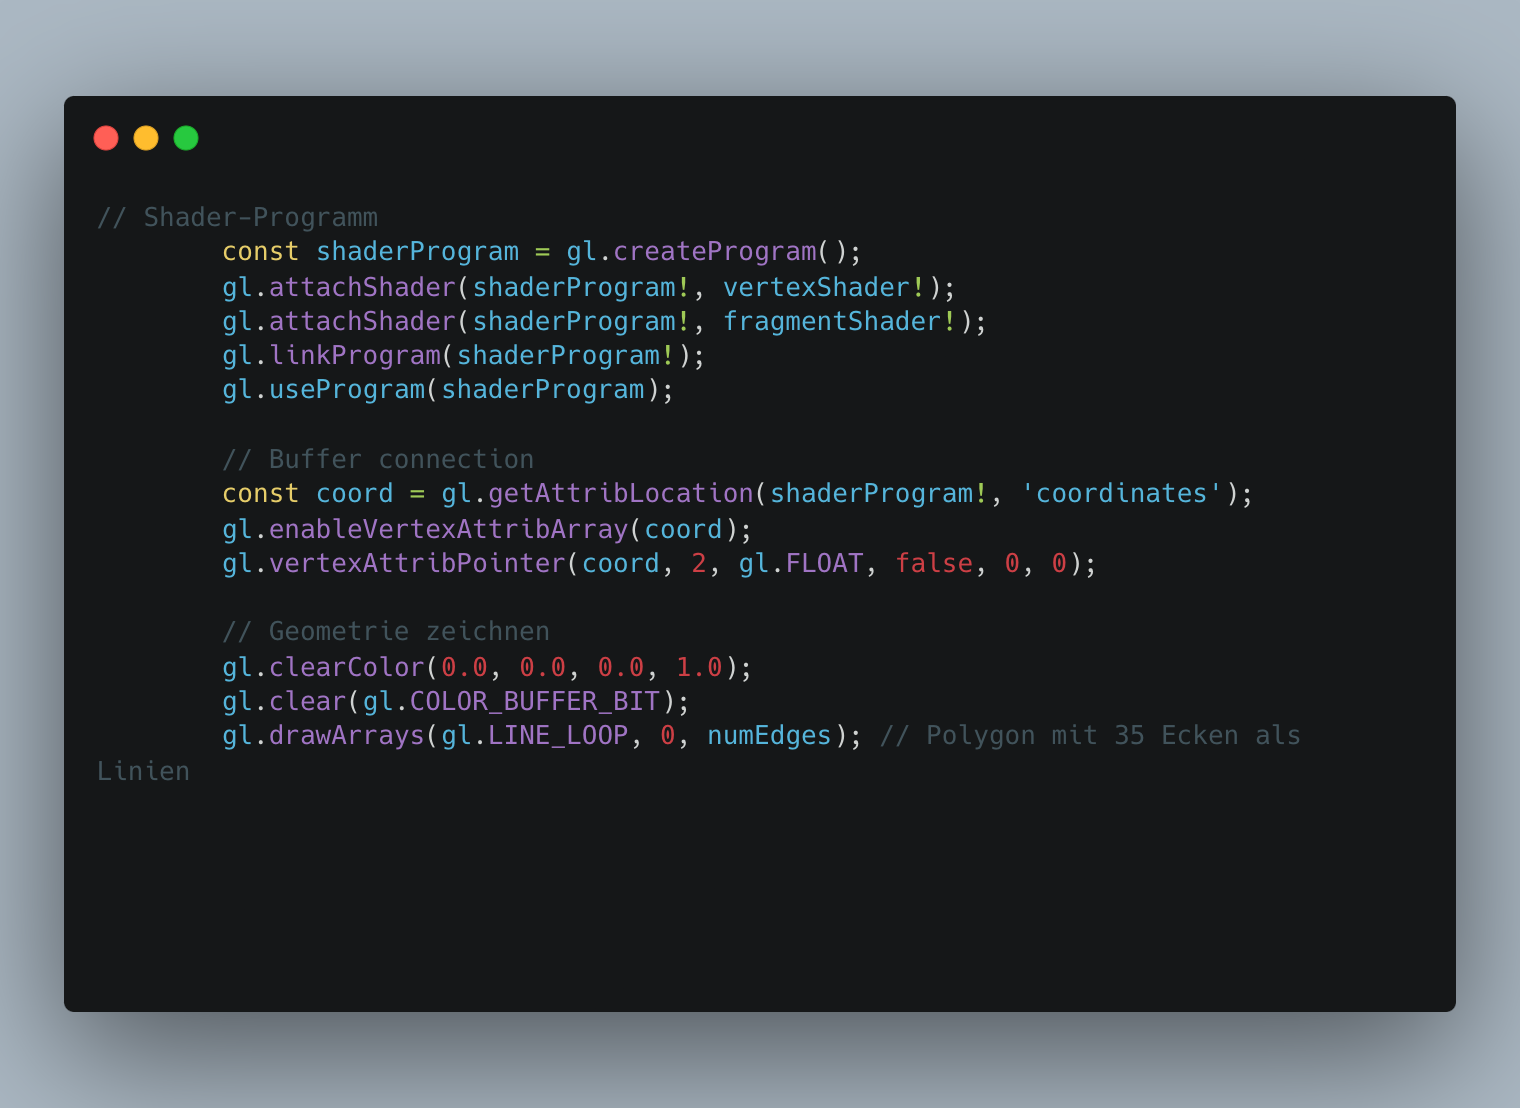 // Shader-Programm
        const shaderProgram = gl.createProgram();
        gl.attachShader(shaderProgram!, vertexShader!);
        gl.attachShader(shaderProgram!, fragmentShader!);
        gl.linkProgram(shaderProgram!);
        gl.useProgram(shaderProgram);

        // Buffer connection
        const coord = gl.getAttribLocation(shaderProgram!, 'coordinates');
        gl.enableVertexAttribArray(coord);
        gl.vertexAttribPointer(coord, 2, gl.FLOAT, false, 0, 0);

        // Geometrie zeichnen
        gl.clearColor(0.0, 0.0, 0.0, 1.0);
        gl.clear(gl.COLOR_BUFFER_BIT);
        gl.drawArrays(gl.LINE_LOOP, 0, numEdges); // Polygon mit 35 Ecken als
Linien